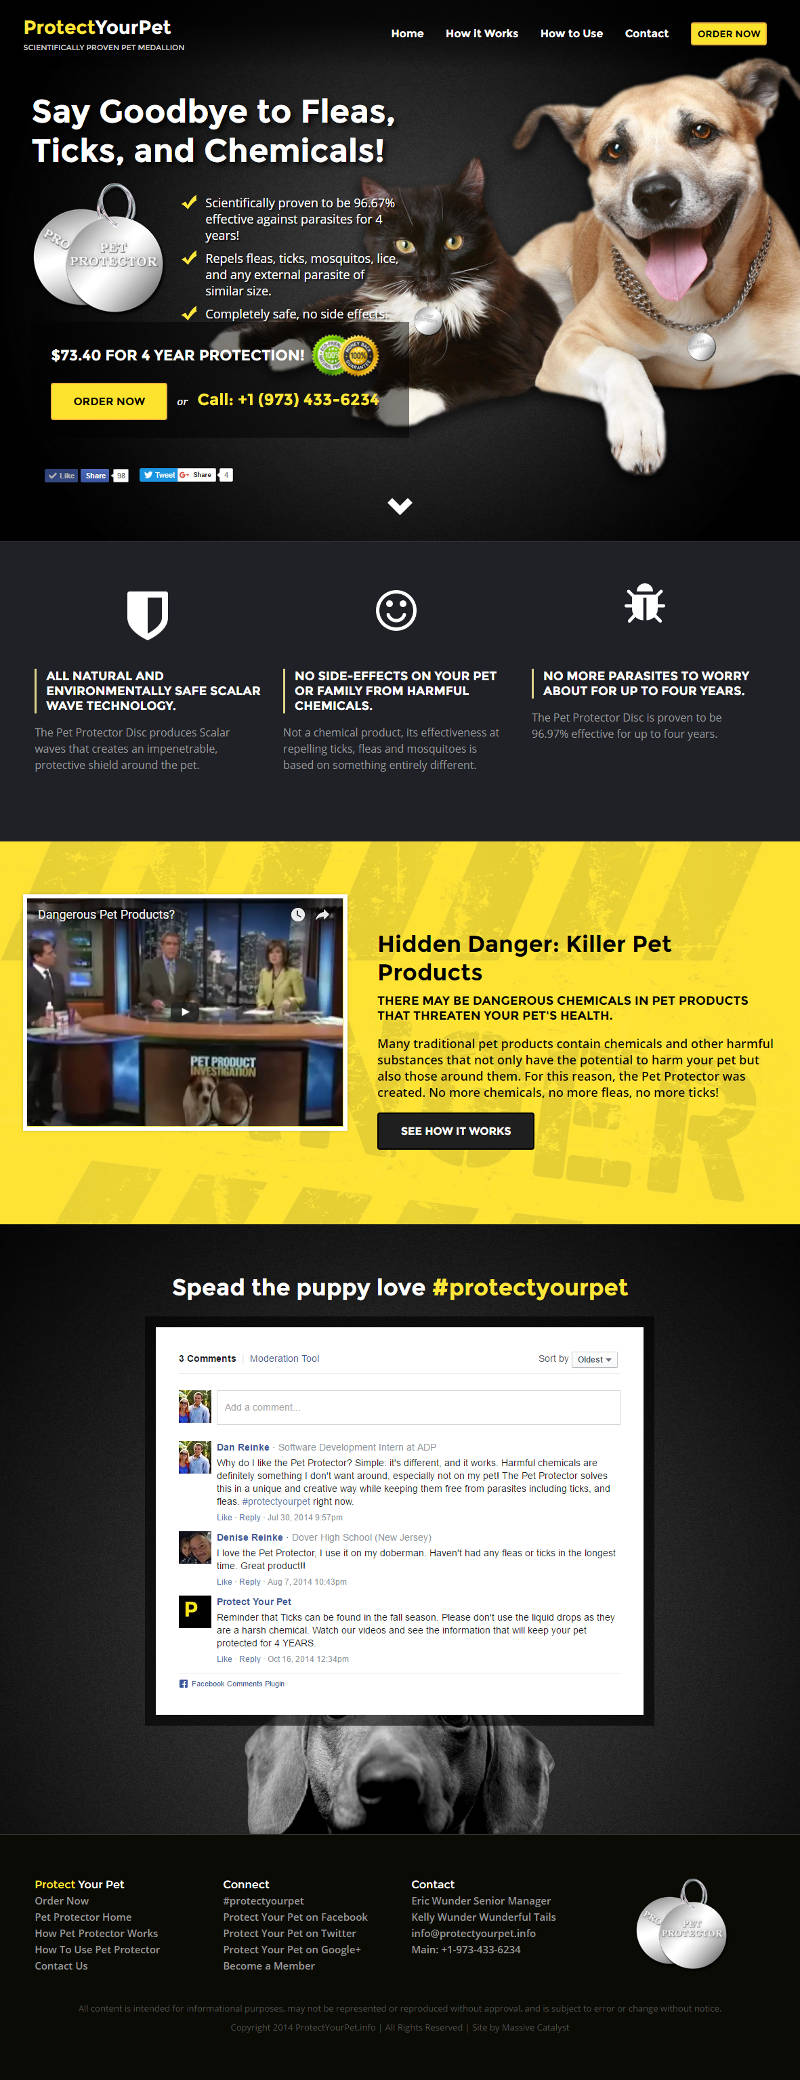 ProtectYourPet
SCIENTIFICALLY PROVEN PET MEDALLION
Home How it Works How to Use Contact ORDER NOW
Say Goodbye to Fleas,
Ticks, and Chemicals!
PRO
PET
PROTECTOR
Scientifically proven to be 96.67%
effective against parasites for 4
years!
Repels fleas, ticks, mosquitos, lice,
and any external parasite of
similar size.
Completely safe, no side effects.
$73.40 FOR 4 YEAR PROTECTION!
100%
100%
ORDER NOW or Call: +1 (973) 433-6234
Like Share 98 Tweet Share 4
ALL NATURAL AND
ENVIRONMENTALLY SAFE SCALAR
WAVE TECHNOLOGY.
The Pet Protector Disc produces Scalar
waves that creates an impenetrable,
protective shield around the pet.
NO SIDE-EFFECTS ON YOUR PET
OR FAMILY FROM HARMFUL
CHEMICALS.
Not a chemical product, its effectiveness at
repelling ticks, fleas and mosquitoes is
based on something entirely different.
NO MORE PARASITES TO WORRY
ABOUT FOR UP TO FOUR YEARS.
The Pet Protector Disc is proven to be
96.97% effective for up to four years.
Dangerous Pet Products?
PET PRODUCT
INVESTIGATION
Hidden Danger: Killer Pet
Products
THERE MAY BE DANGEROUS CHEMICALS IN PET PRODUCTS
THAT THREATEN YOUR PET'S HEALTH.
Many traditional pet products contain chemicals and other harmful
substances that not only have the potential to harm your pet but
also those around them. For this reason, the Pet Protector was
created. No more chemicals, no more fleas, no more ticks!
SEE HOW IT WORKS
Spead the puppy love #protectyourpet
3 Comments Moderation Tool Sort by Oldest
Add a comment...
Dan Reinke · Software Development Intern at ADP
Why do I like the Pet Protector? Simple: it's different, and it works. Harmful chemicals are
definitely something I don't want around, especially not on my pet! The Pet Protector solves
this in a unique and creative way while keeping them free from parasites including ticks, and
fleas. #protectyourpet right now.
Like · Reply · Jul 30, 2014 9:57pm
Denise Reinke · Dover High School (New Jersey)
I love the Pet Protector, I use it on my doberman. Haven't had any fleas or ticks in the longest
time. Great product!!
Like · Reply · Aug 7, 2014 10:43pm
P
Protect Your Pet
Reminder that Ticks can be found in the fall season. Please don't use the liquid drops as they
are a harsh chemical. Watch our videos and see the information that will keep your pet
protected for 4 YEARS.
Like · Reply · Oct 16, 2014 12:34pm
Facebook Comments Plugin
Protect Your Pet
Order Now
Pet Protector Home
How Pet Protector Works
How To Use Pet Protector
Contact Us
Connect
#protectyourpet
Protect Your Pet on Facebook
Protect Your Pet on Twitter
Protect Your Pet on Google+
Become a Member
Contact
Eric Wunder Senior Manager
Kelly Wunder Wunderful Tails
info@protectyourpet.info
Main: +1-973-433-6234
PRO
PET
PROTECTOR
All content is intended for informational purposes, may not be represented or reproduced without approval, and is subject to error or change without notice.
Copyright 2014 ProtectYourPet.info | All Rights Reserved | Site by Massive Catalyst